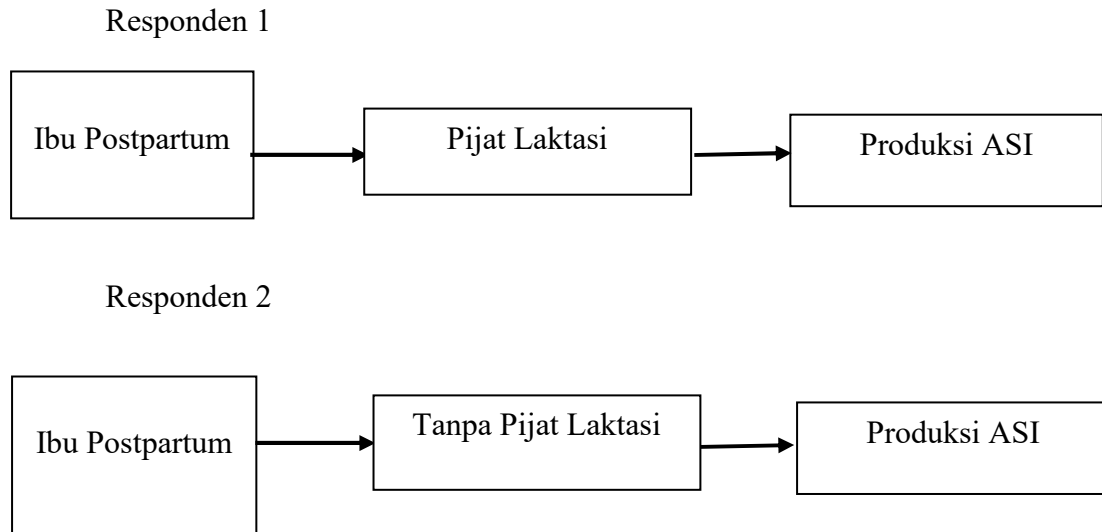 Responden 1
Ibu Postpartum
Pijat Laktasi
Produksi ASI
Responden 2
Ibu Postpartum
Tanpa Pijat Laktasi
Produksi ASI